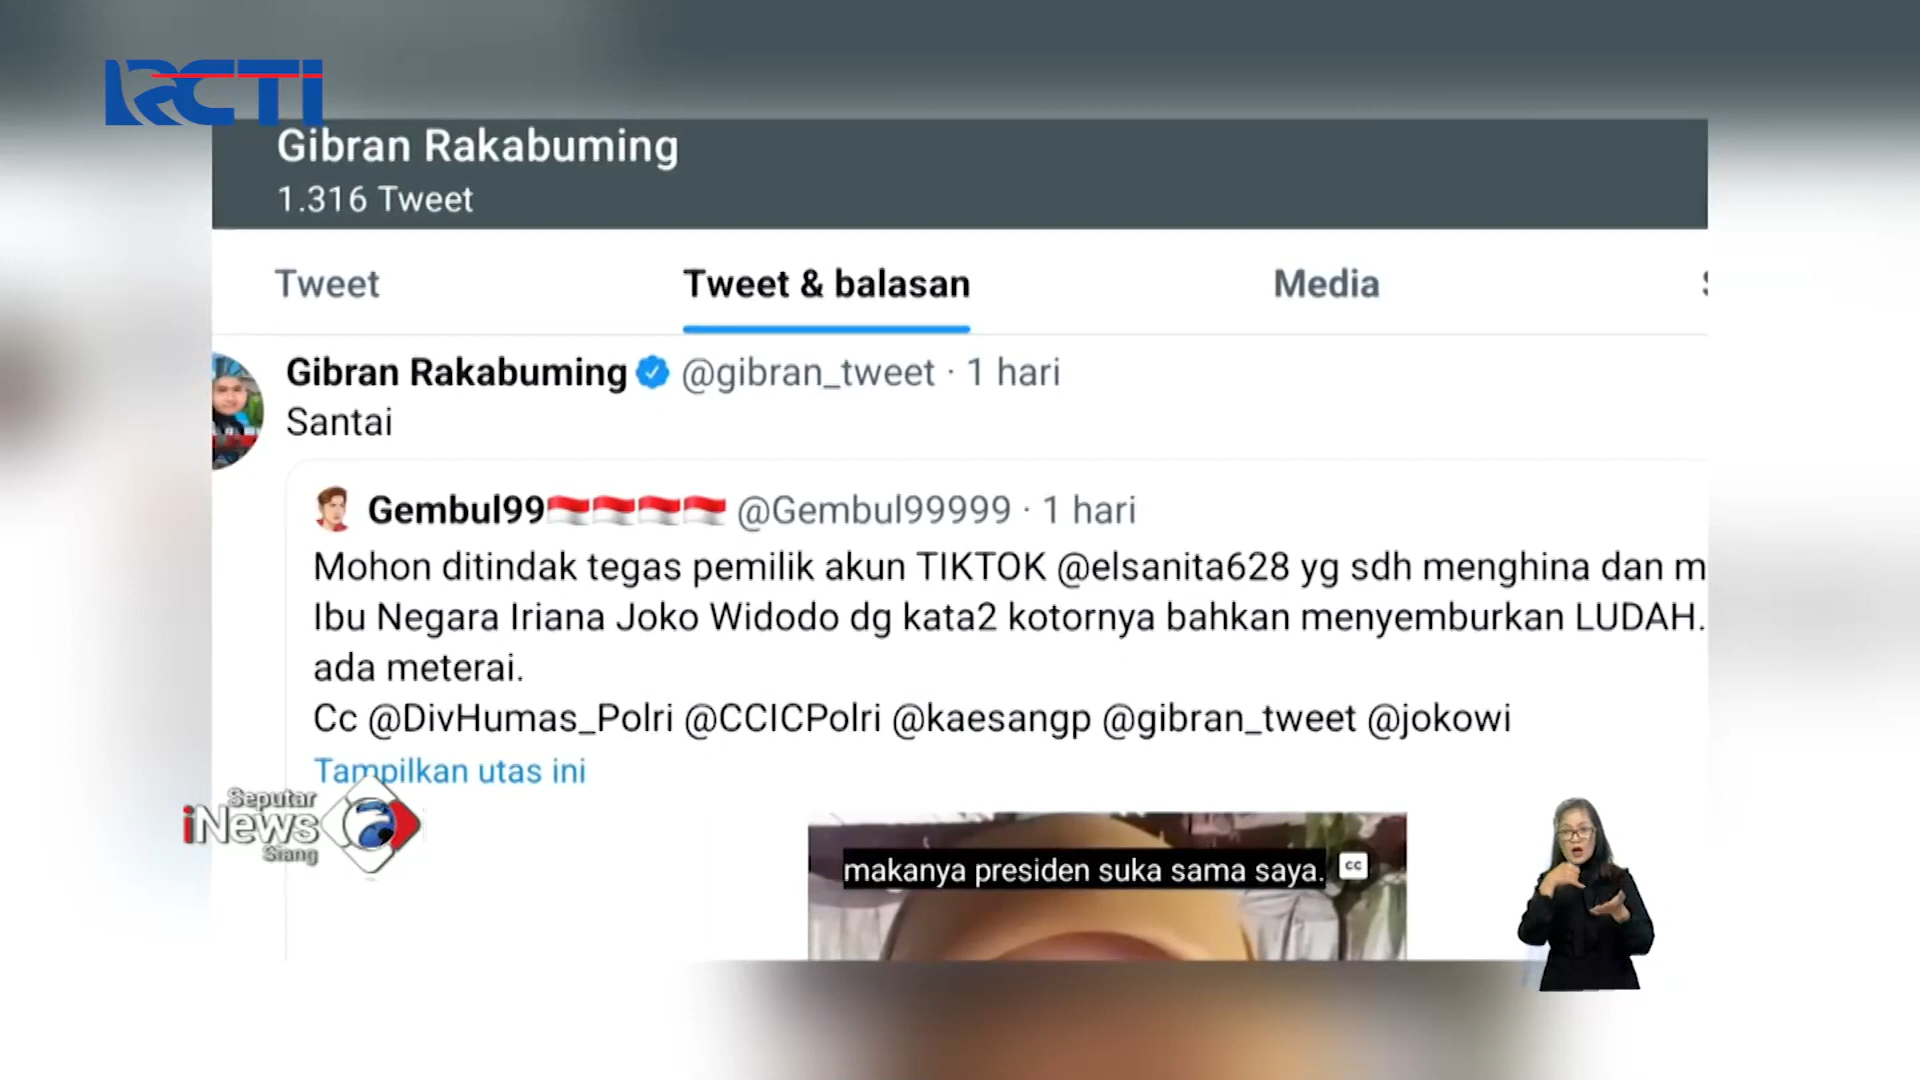 RCTI
Gibran Rakabuming
1.316 Tweet
Tweet Tweet & balasan Media
Gibran Rakabuming @gibran_tweet · 1 hari
Santai
Gembul99 @Gembul99999 · 1 hari
Mohon ditindak tegas pemilik akun TIKTOK @elsanita628 yg sdh menghina dan m
Ibu Negara Iriana Joko Widodo dg kata2 kotornya bahkan menyemburkan LUDAH.
ada meterai.
Cc @DivHumas_Polri @CCICPolri @kaesangp @gibran_tweet @jokowi
Tampilkan utas ini
Seputar
iNews
Siang
makanya presiden suka sama saya. CC